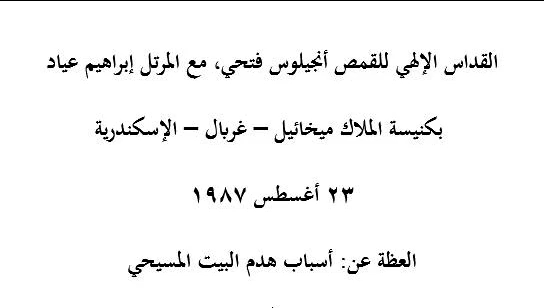 القداس الإلهي للقمص أنجيلوس فتحي، مع المرتل إبراهيم عياد
بكنيسة الملاك ميخائيل – غربال – الإسكندرية
٢٣ أغسطس ١٩٨٧
العظة عن: أسباب هدم البيت المسيحي